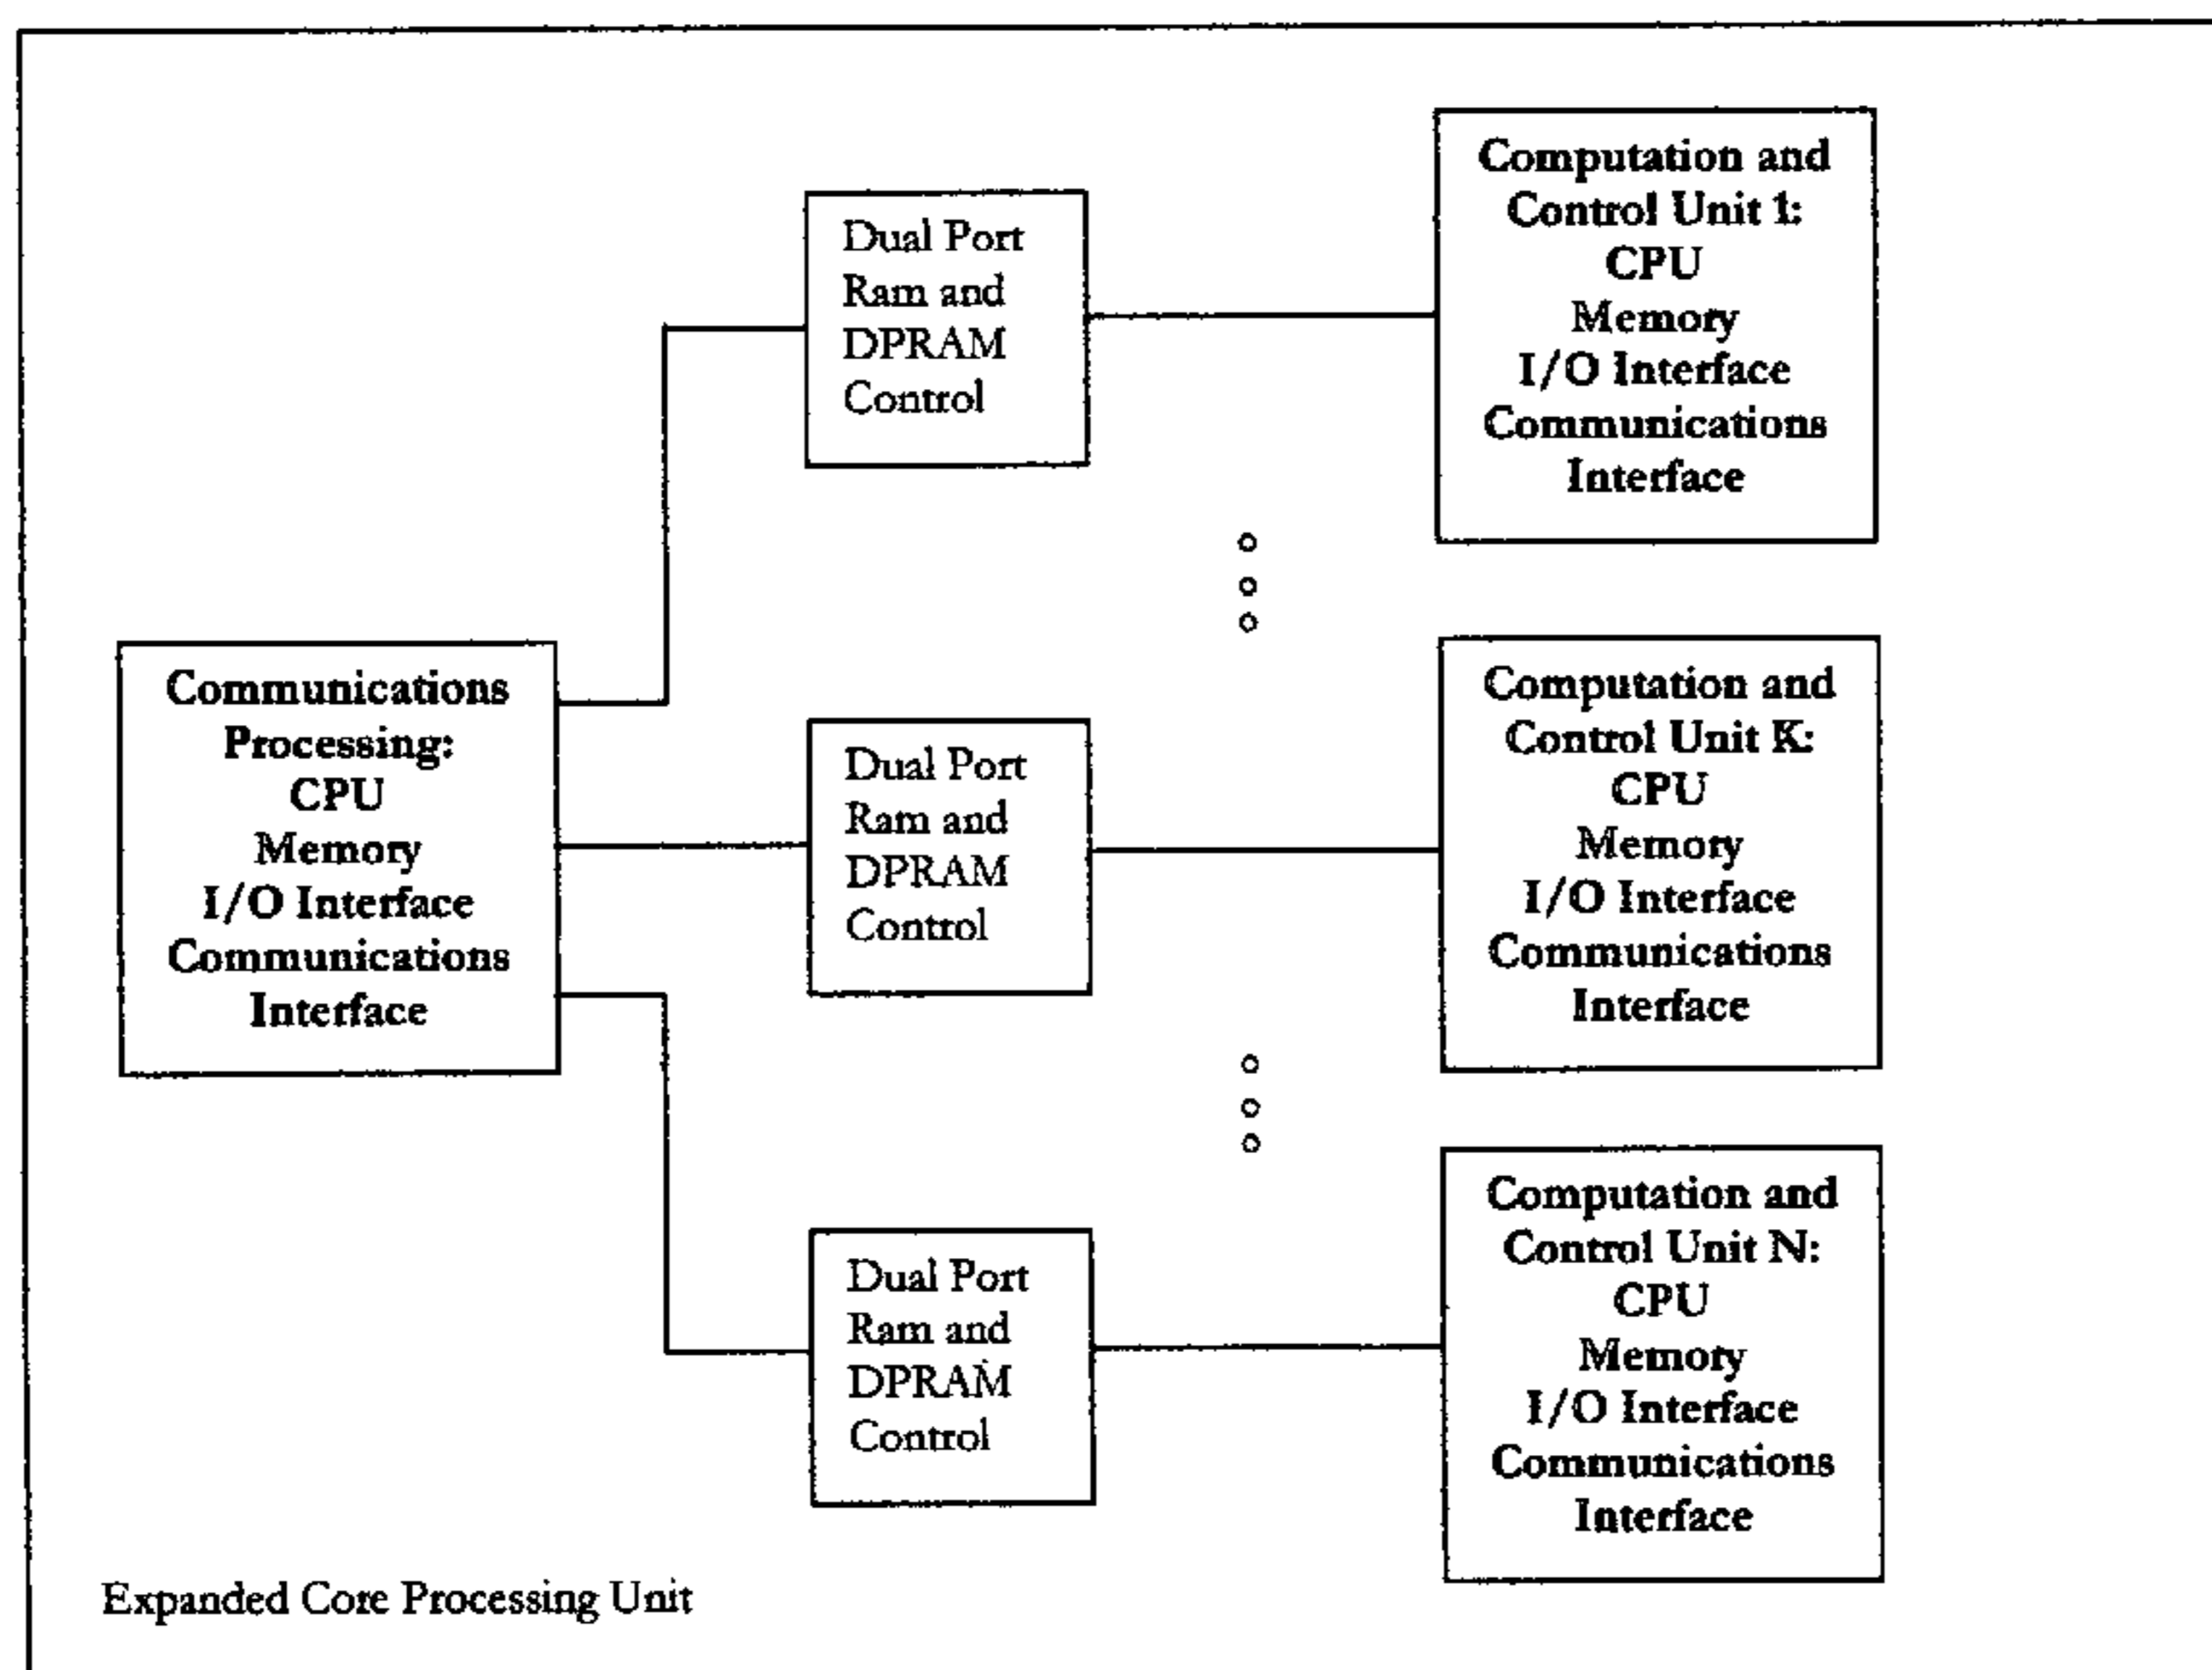 Communications
Processing:
CPU
Memory
I/O Interface
Communications
Interface
Dual Port
Ram and
DPRAM
Control
Computation and
Control Unit 1:
CPU
Memory
I/O Interface
Communications
Interface
Dual Port
Ram and
DPRAM
Control
Computation and
Control Unit K:
CPU
Memory
I/O Interface
Communications
Interface
Dual Port
Ram and
DPRAM
Control
Computation and
Control Unit N:
CPU
Memory
I/O Interface
Communications
Interface
Expanded Core Processing Unit